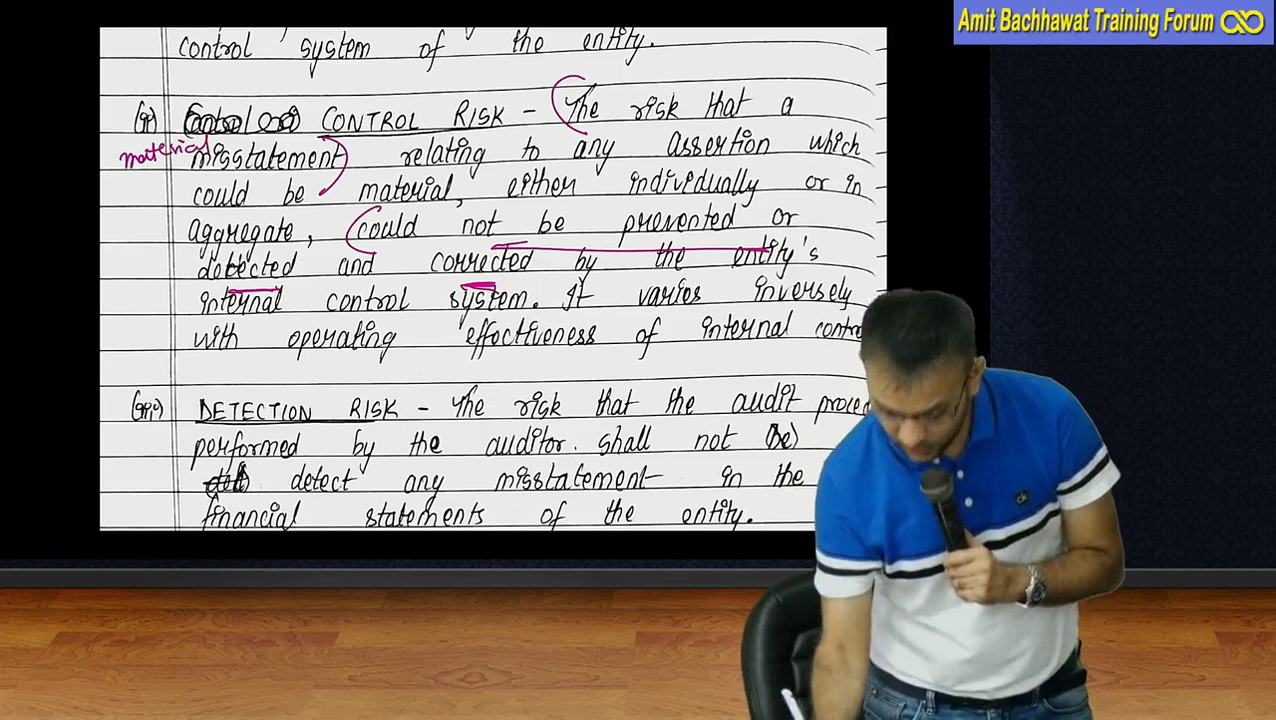 Amit Bachhawat Training Forum
control system of the entity.
(ii) CONTROL RISK - The risk that a
material misstatement relating to any assertion which
could be material, either individually or in
aggregate, could not be prevented or
detected and corrected by the entity's
internal control system. It varies inversely
with operating effectiveness of internal contro
(iii) DETECTION RISK - The risk that the audit proced
performed by the auditor. shall not (be)
detect any misstatement in the
financial statements of the entity.